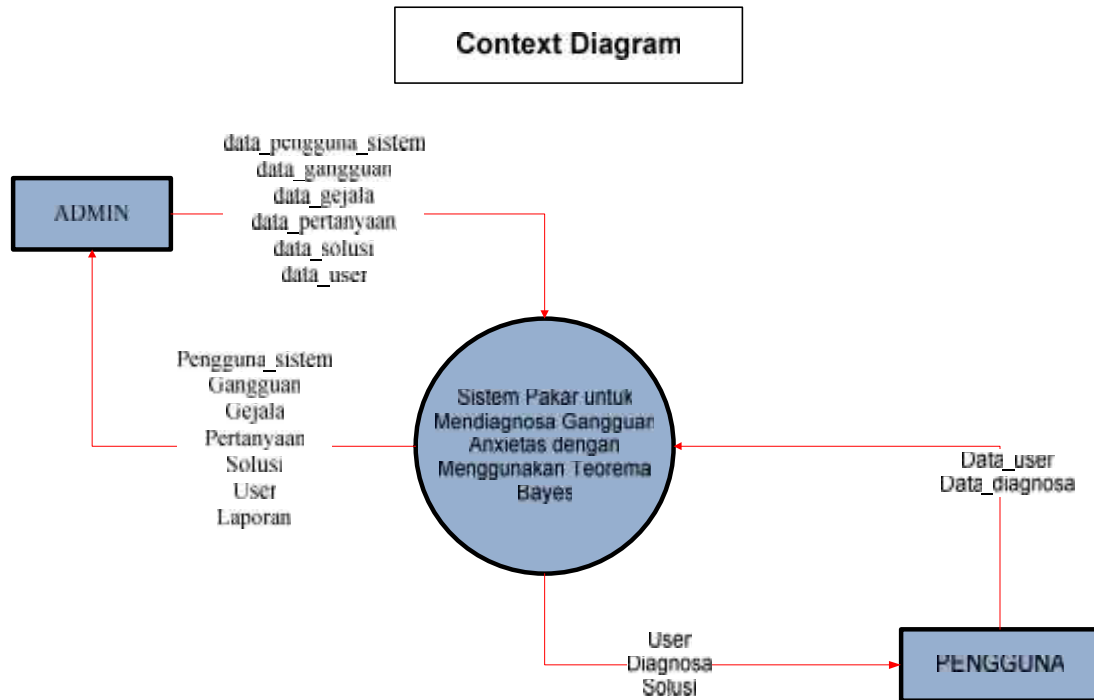 Context Diagram
data_pengguna_sistem
data_gangguan
data_gejala
data_pertanyaan
data_solusi
data_user
ADMIN
Pengguna_sistem
Gangguan
Gejala
Pertanyaan
Solusi
User
Laporan
Sistem Pakar untuk
Mendiagnosa Gangguan
Anxietas dengan
Menggunakan Teorema
Bayes
Data_user
Data_diagnosa
User
Diagnosa
Solusi
PENGGUNA